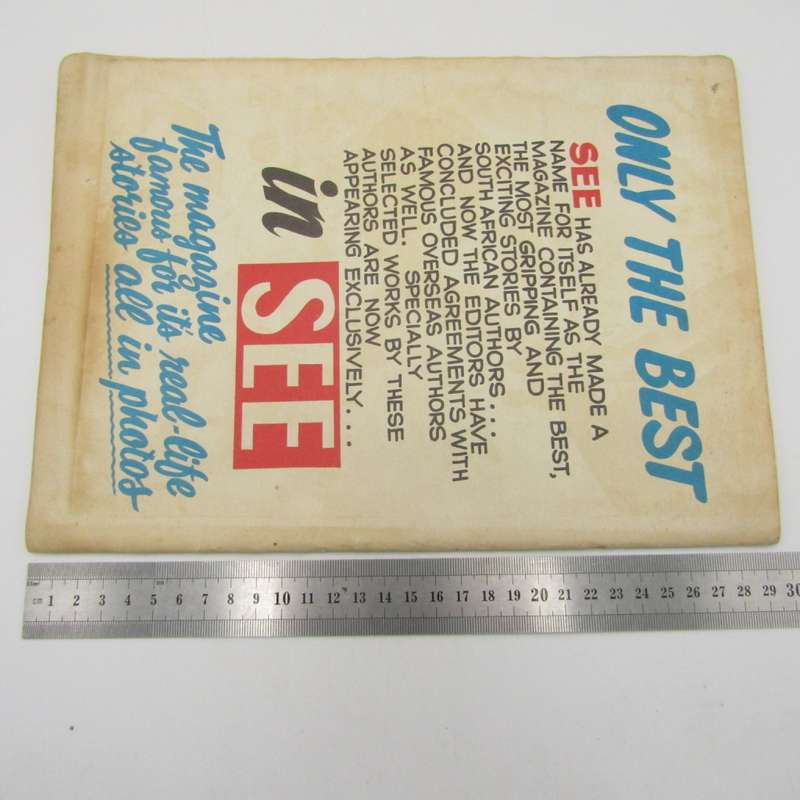 ONLY THE BEST
SEE HAS ALREADY MADE A
NAME FOR ITSELF AS THE
MAGAZINE CONTAINING THE BEST,
THE MOST GRIPPING AND
EXCITING STORIES BY
SOUTH AFRICAN AUTHORS...
AND NOW THE EDITORS HAVE
CONCLUDED AGREEMENTS WITH
FAMOUS OVERSEAS AUTHORS
AS WELL. SPECIALLY
SELECTED WORKS BY THESE
AUTHORS ARE NOW
APPEARING EXCLUSIVELY...
in SEE
The magazine
famous for it's real-life
stories all in photos
cm 1 2 3 4 5 6 7 8 9 10 11 12 13 14 15 16 17 18 19 20 21 22 23 24 25 26 27 28 29 30